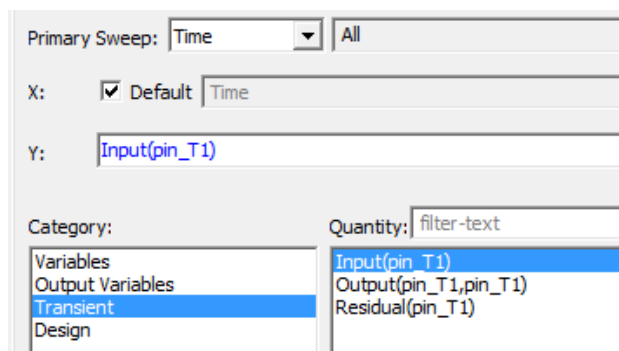 Primary Sweep: Time All
X: Default Time
Y: Input(pin_T1)
Category: Quantity: filter-text
Variables Input(pin_T1)
Output Variables Output(pin_T1,pin_T1)
Transient Residual(pin_T1)
Design